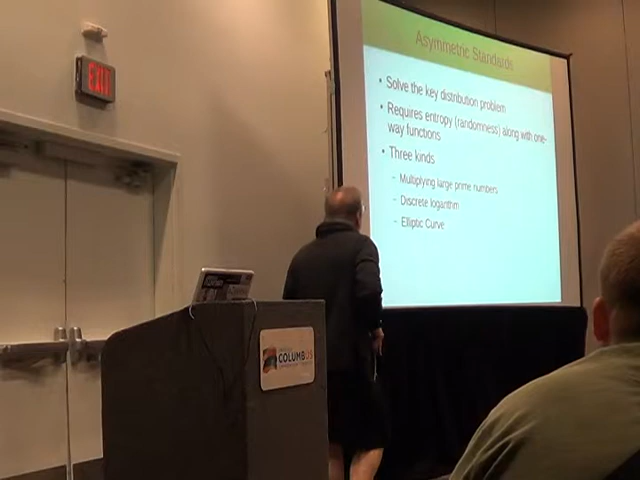 EXIT
Asymmetric Standards
• Solve the key distribution problem
• Requires entropy (randomness) along with one-
way functions
• Three kinds
– Multiplying large prime numbers
– Discrete logarithm
– Elliptic Curve
COLUMBUS